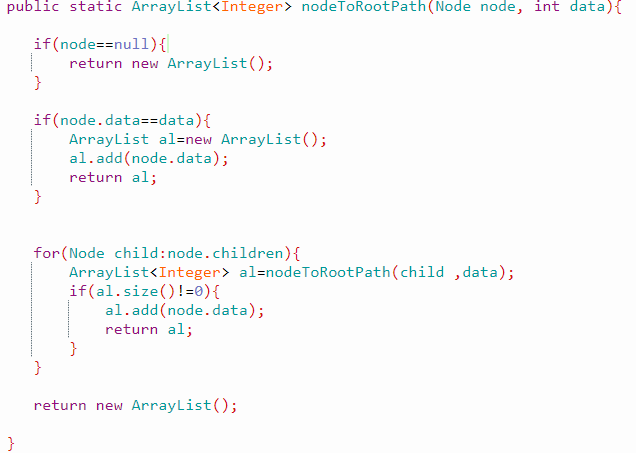 public static ArrayList<Integer> nodeToRootPath(Node node, int data){
if(node==null){
return new ArrayList();
}
if(node.data==data){
ArrayList al=new ArrayList();
al.add(node.data);
return al;
}
for(Node child:node.children){
ArrayList<Integer> al=nodeToRootPath(child ,data);
if(al.size()!=0){
al.add(node.data);
return al;
}
}
return new ArrayList();
}